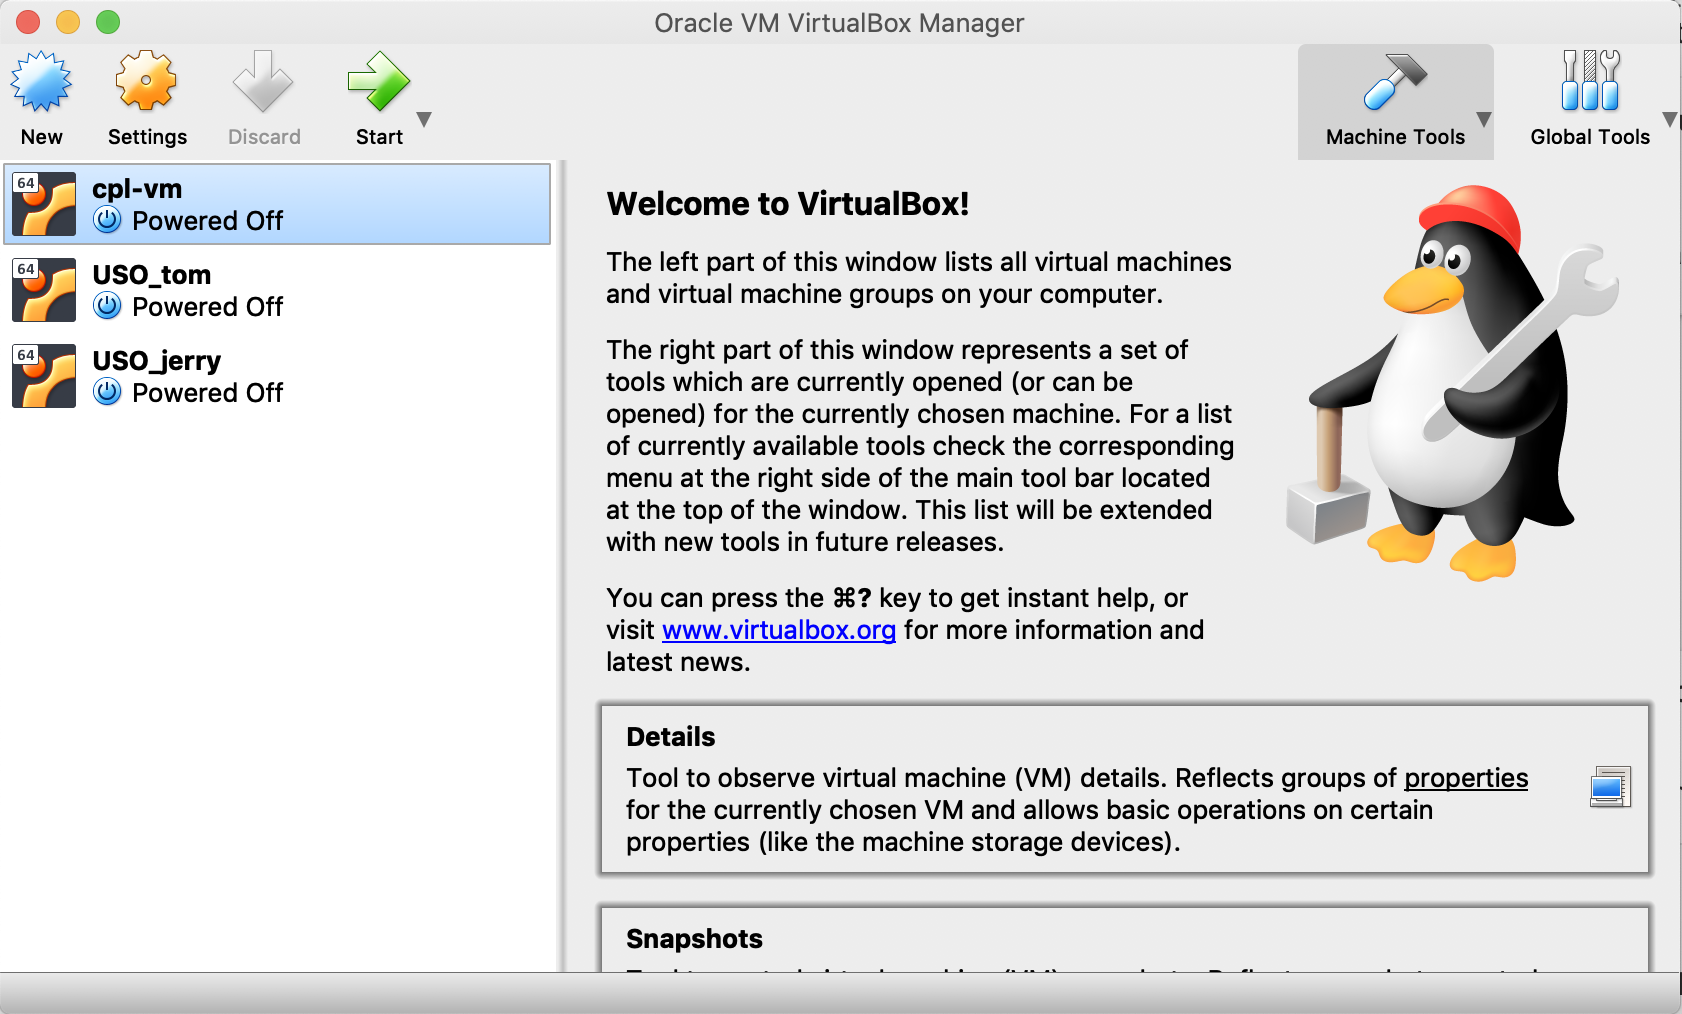 Oracle VM VirtualBox Manager
New
Settings
Discard
Start
Machine Tools
Global Tools
64
cpl-vm
Powered Off
64
USO_tom
Powered Off
64
USO_jerry
Powered Off
Welcome to VirtualBox!
The left part of this window lists all virtual machines
and virtual machine groups on your computer.
The right part of this window represents a set of
tools which are currently opened (or can be
opened) for the currently chosen machine. For a list
of currently available tools check the corresponding
menu at the right side of the main tool bar located
at the top of the window. This list will be extended
with new tools in future releases.
You can press the ⌘? key to get instant help, or
visit www.virtualbox.org for more information and
latest news.
Details
Tool to observe virtual machine (VM) details. Reflects groups of properties
for the currently chosen VM and allows basic operations on certain
properties (like the machine storage devices).
Snapshots